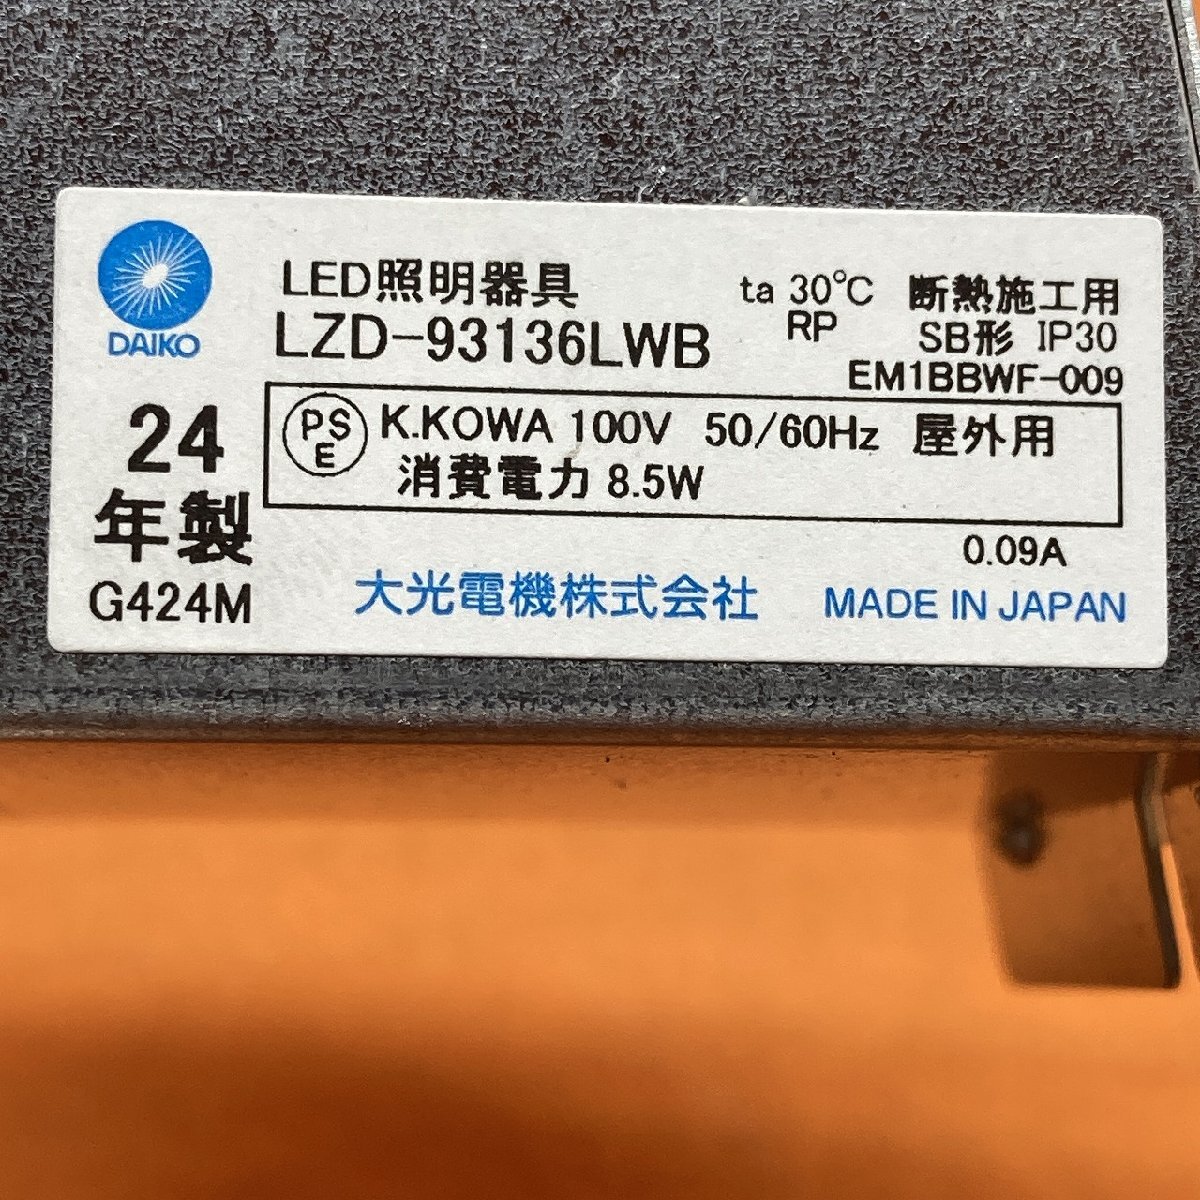 DAIKO
LED照明器具
LZD-93136LWB
ta 30℃
RP
断熱施工用
SB形 IP30
EM1BBWF-009
24
年製
G424M
PSE K.KOWA 100V 50/60Hz 屋外用
消費電力 8.5W
0.09A
大光電機株式会社 MADE IN JAPAN